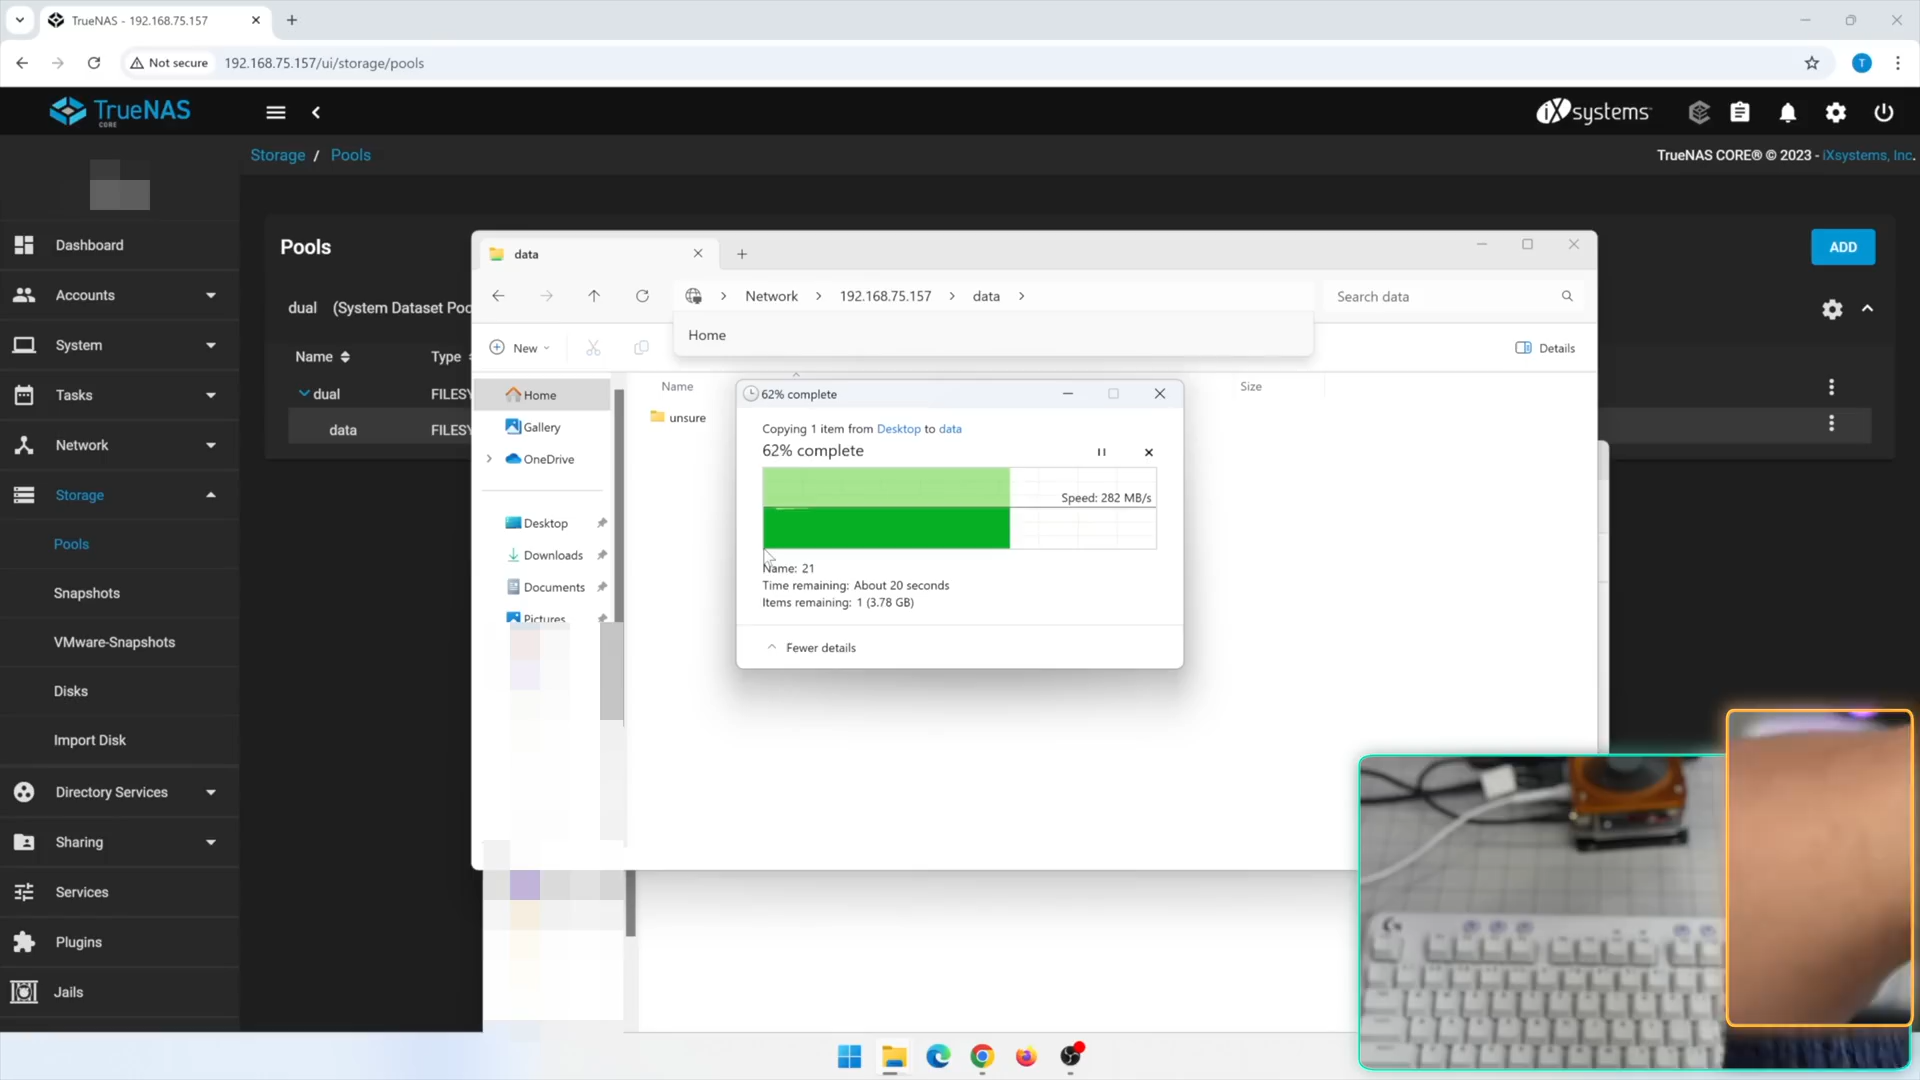 TrueNAS - 192.168.75.157
Not secure
192.168.75.157/ui/storage/pools
T
TrueNAS
CORE
iXsystems
Storage / Pools
TrueNAS CORE® © 2023 - iXsystems, Inc.
Dashboard
Accounts
System
Tasks
Network
Storage
Pools
Snapshots
VMware-Snapshots
Disks
Import Disk
Directory Services
Sharing
Services
Plugins
Jails
Pools
ADD
dual (System Dataset Poo
Name
Type
dual
FILESY
data
FILESY
data
Network
192.168.75.157
data
Search data
Home
New
Details
Home
Gallery
OneDrive
Desktop
Downloads
Documents
Pictures
Name
Size
unsure
62% complete
Copying 1 item from Desktop to data
62% complete
Speed: 282 MB/s
Name: 21
Time remaining: About 20 seconds
Items remaining: 1 (3.78 GB)
Fewer details